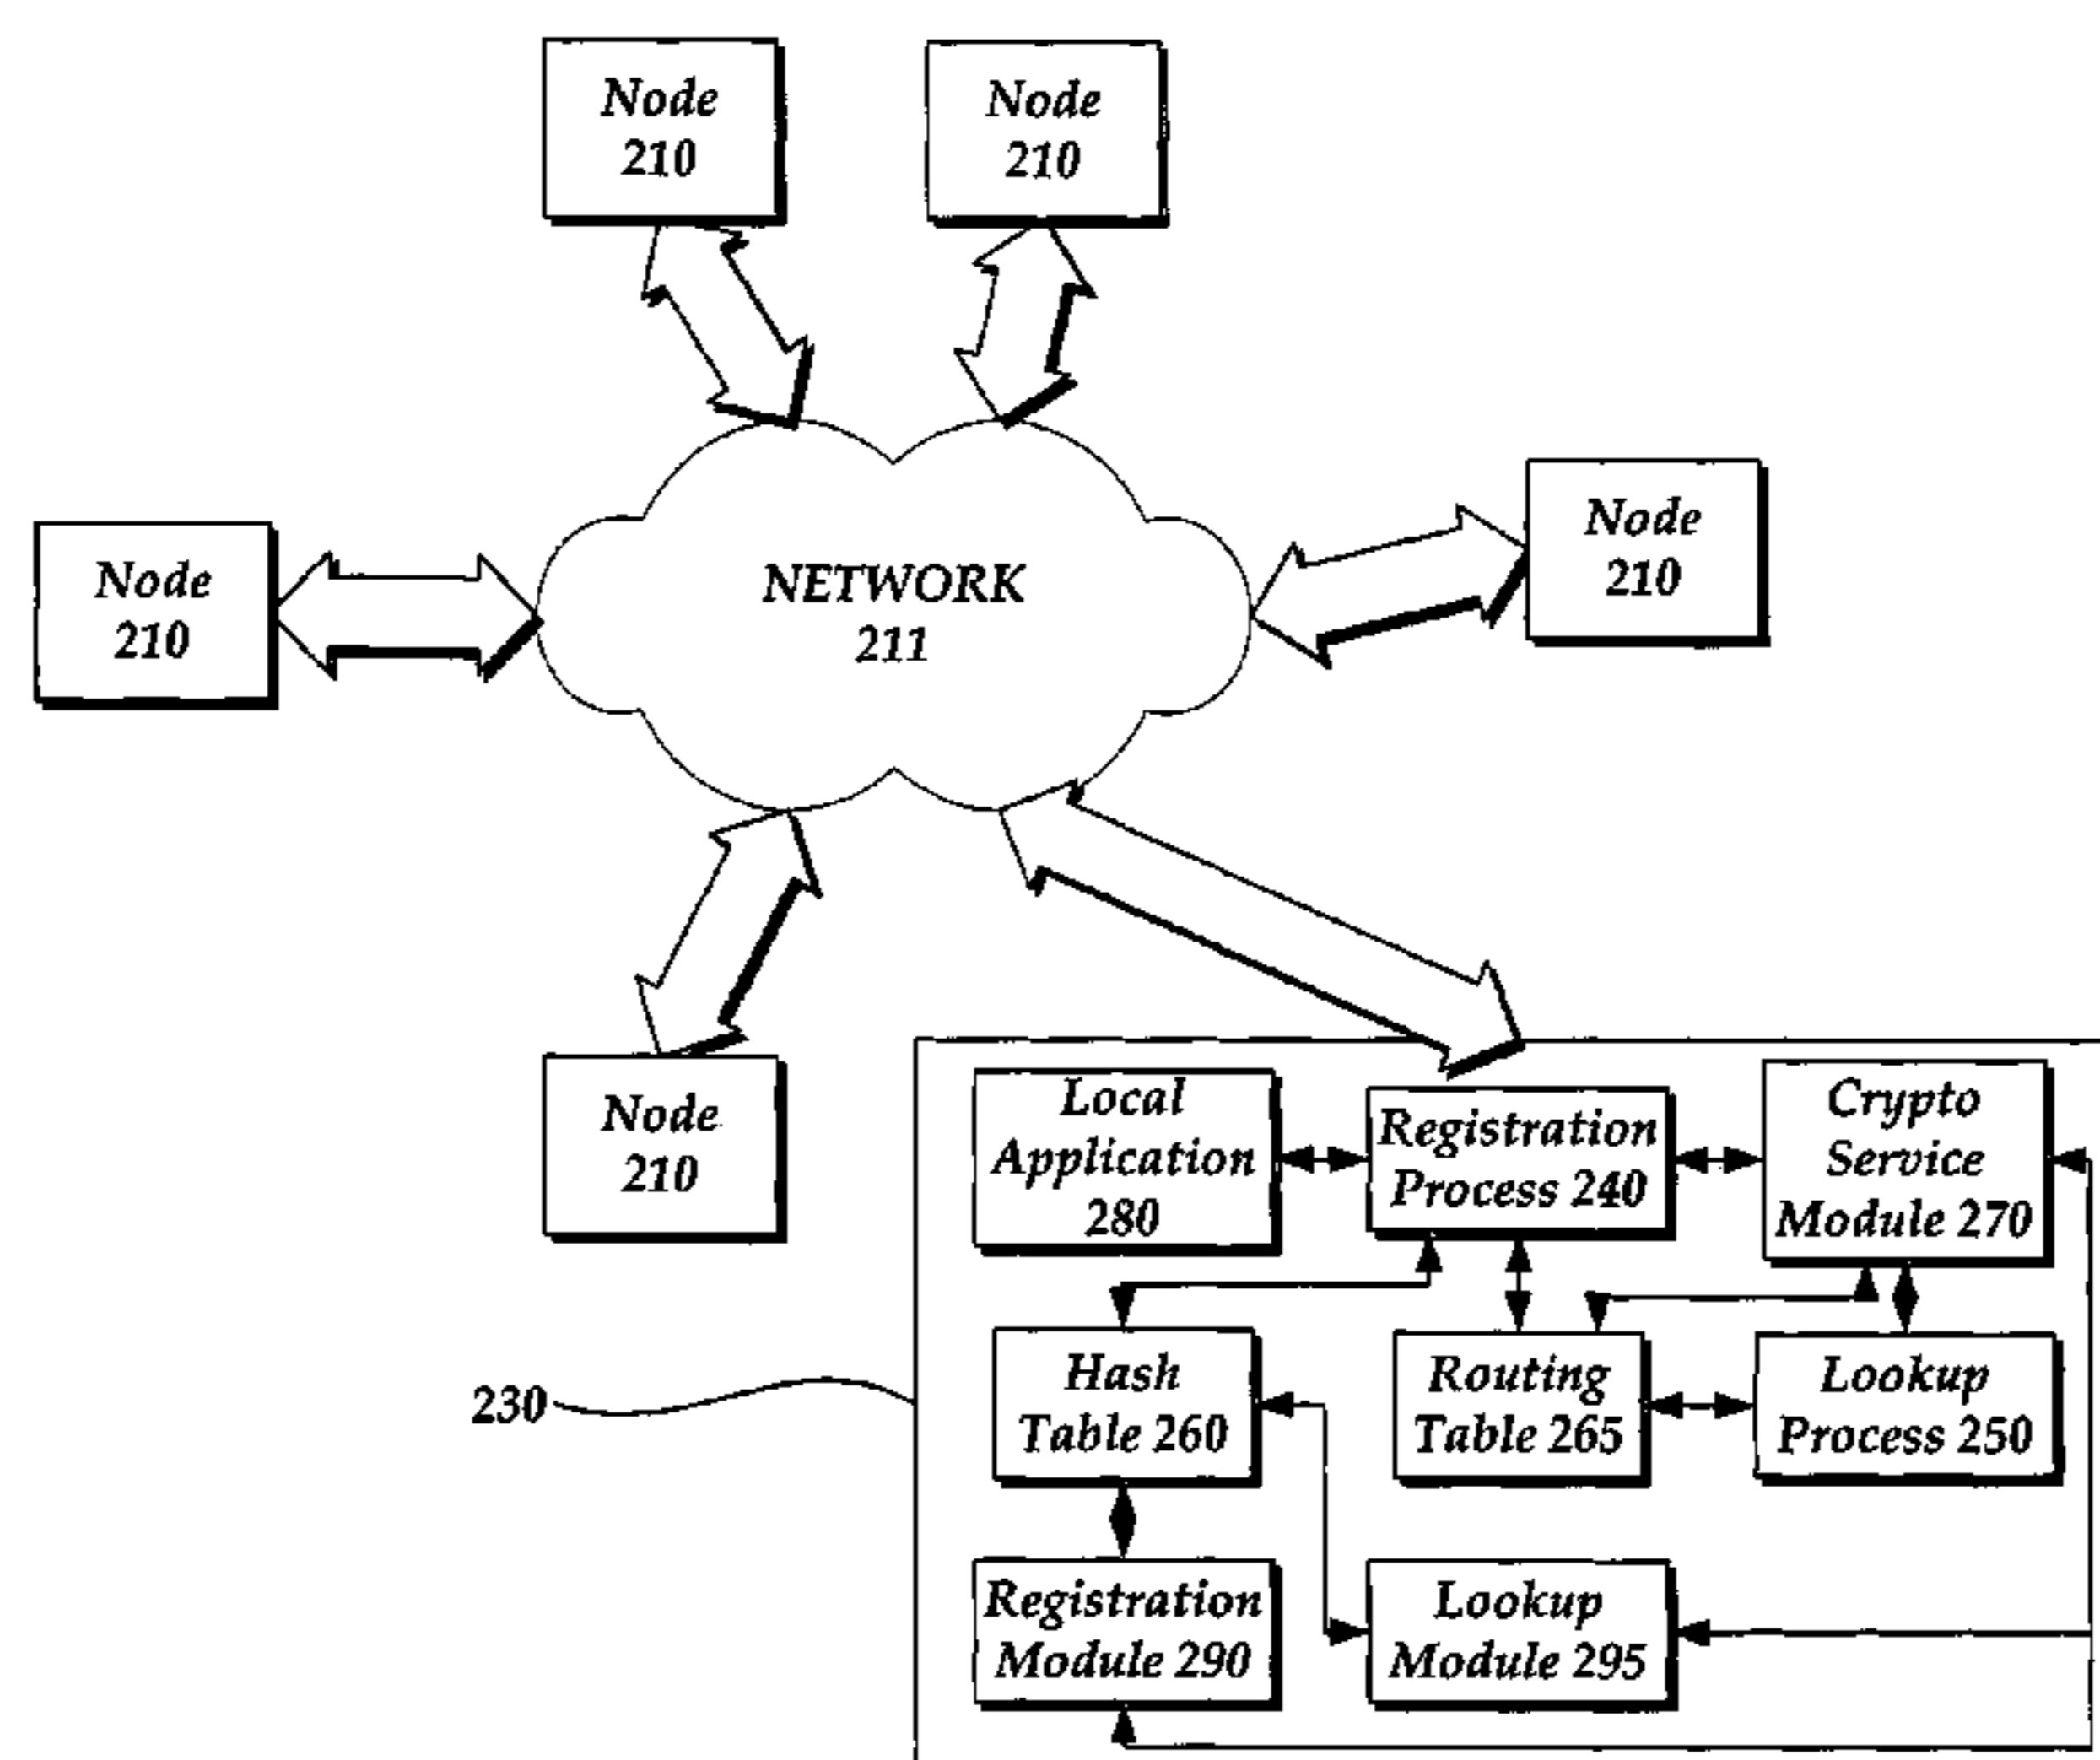 Node
210
Node
210
Node
210
Node
210
NETWORK
211
Node
210
Local
Application
280
Registration
Process 240
Crypto
Service
Module 270
230
Hash
Table 260
Routing
Table 265
Lookup
Process 250
Registration
Module 290
Lookup
Module 295